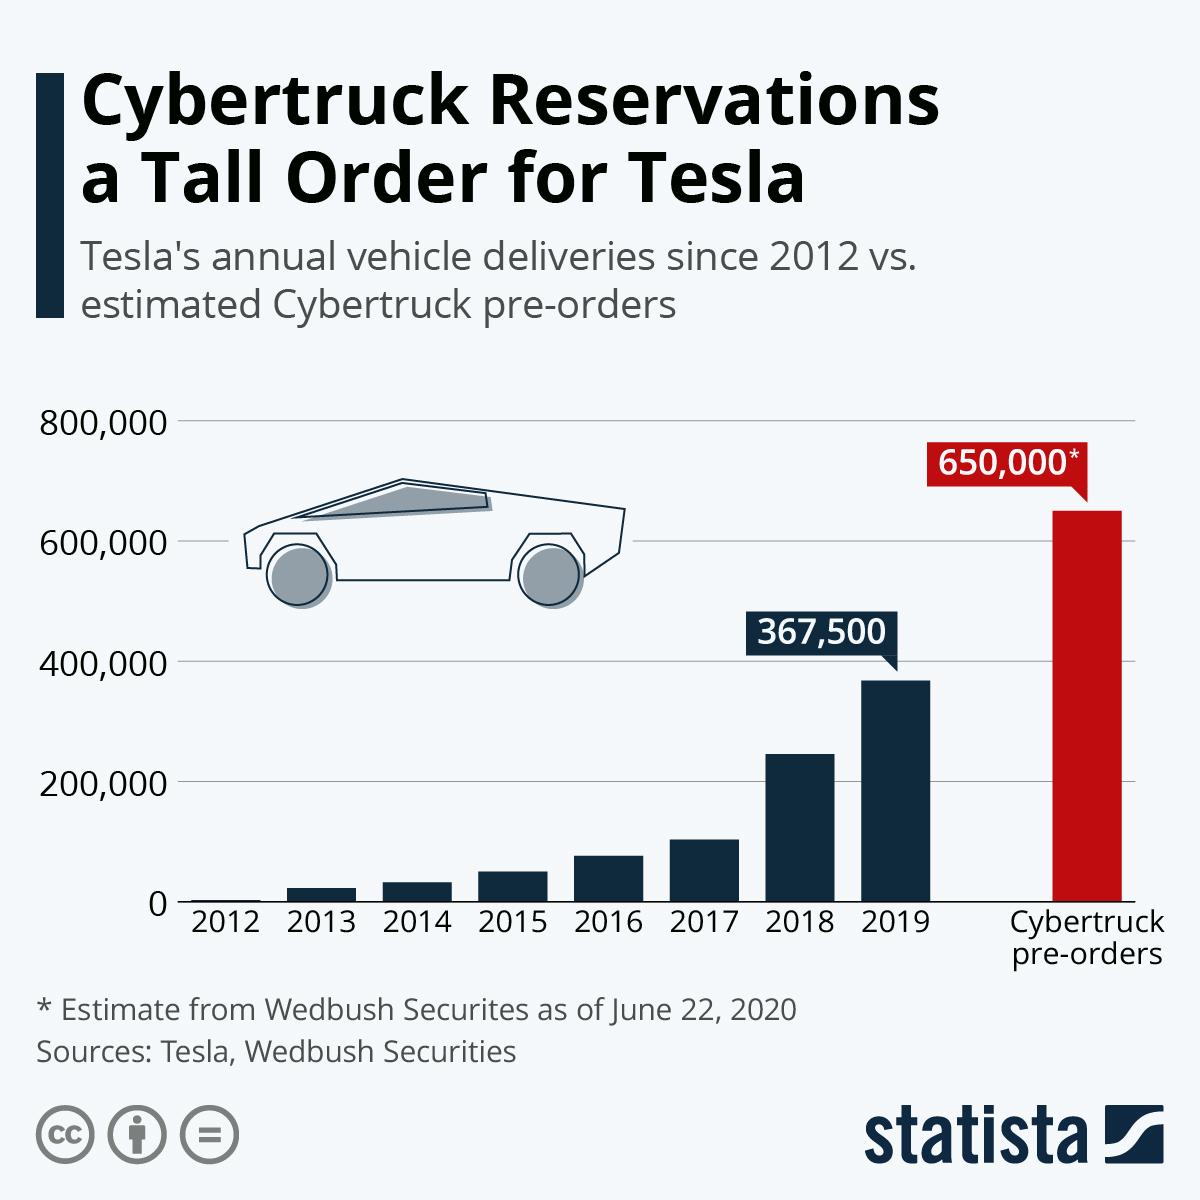 Cybertruck Reservations
a Tall Order for Tesla
Tesla's annual vehicle deliveries since 2012 vs.
estimated Cybertruck pre-orders
800,000
650,000*
600,000
367,500
400,000
200,000
0
2012 2013 2014 2015 2016 2017 2018 2019 Cybertruck
pre-orders
* Estimate from Wedbush Securites as of June 22, 2020
Sources: Tesla, Wedbush Securities
cc =
statista